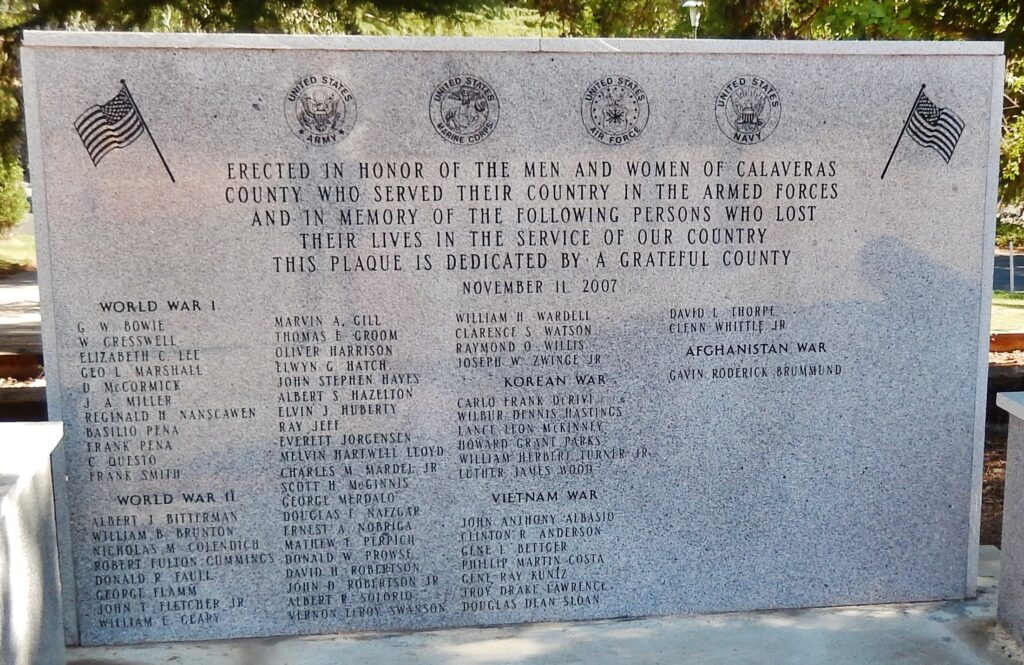 UNITED STATES ARMY
UNITED STATES MARINE CORPS
UNITED STATES AIR FORCE
UNITED STATES NAVY
ERECTED IN HONOR OF THE MEN AND WOMEN OF CALAVERAS
COUNTY WHO SERVED THEIR COUNTRY IN THE ARMED FORCES
AND IN MEMORY OF THE FOLLOWING PERSONS WHO LOST
THEIR LIVES IN THE SERVICE OF OUR COUNTRY
THIS PLAQUE IS DEDICATED BY A GRATEFUL COUNTY
NOVEMBER 11, 2007
WORLD WAR I
G. W. BOWIE
W. CRESSWELL
ELIZABETH C. LEE
GEO L. MARSHALL
D. McCORMICK
J. A. MILLER
REGINALD H. NANSCAWEN
BASILIO PENA
FRANK PENA
C. QUESTO
FRANK SMITH
WORLD WAR II
ALBERT J. BITTERMAN
WILLIAM B. BRUNTON
NICHOLAS M. COLENDICH
ROBERT FULTON CUMMINGS
DONALD R. FAULL
GEORGE FLAMM
JOHN T. FLETCHER JR.
WILLIAM E. GEARY
MARVIN A. GILL
THOMAS E. GROOM
OLIVER HARRISON
ELWYN G. HATCH
JOHN STEPHEN HAYES
ALBERT S. HAZELTON
ELVIN J. HUBERTY
RAY JEFF
EVERETT JORGENSEN
MELVIN HARTWELL LLOYD
CHARLES M. MARDEL JR.
SCOTT H. McGINNIS
GEORGE MERDALO
DOUGLAS F. NAFZGAR
ERNEST A. NOBRIGA
MATHEW F. PERPICH
DONALD W. PROWSE
DAVID H. ROBERTSON
JOHN D. ROBERTSON JR.
ALBERT R. SOLORIO
VERNON LEROY SWANSON
WILLIAM H. WARDELL
CLARENCE S. WATSON
RAYMOND O. WILLIS
JOSEPH W. ZWINGE JR.
KOREAN WAR
CARLO FRANK DeRIVI
WILBUR DENNIS HASTINGS
LANCE LEON McKINNEY
HOWARD GRANT PARKS
WILLIAM HERBERT TURNER JR.
LUTHER JAMES WOOD
VIETNAM WAR
JOHN ANTHONY ALBASIO
CLINTON R. ANDERSON
GENE L. BETTGER
PHILLIP MARTIN COSTA
GENE RAY KUNTZ
TROY DRAKE LAWRENCE
DOUGLAS DEAN SLOAN
DAVID L. THORPE
GLENN WHITTLE JR.
AFGHANISTAN WAR
GAVIN RODERICK BRUMMUND